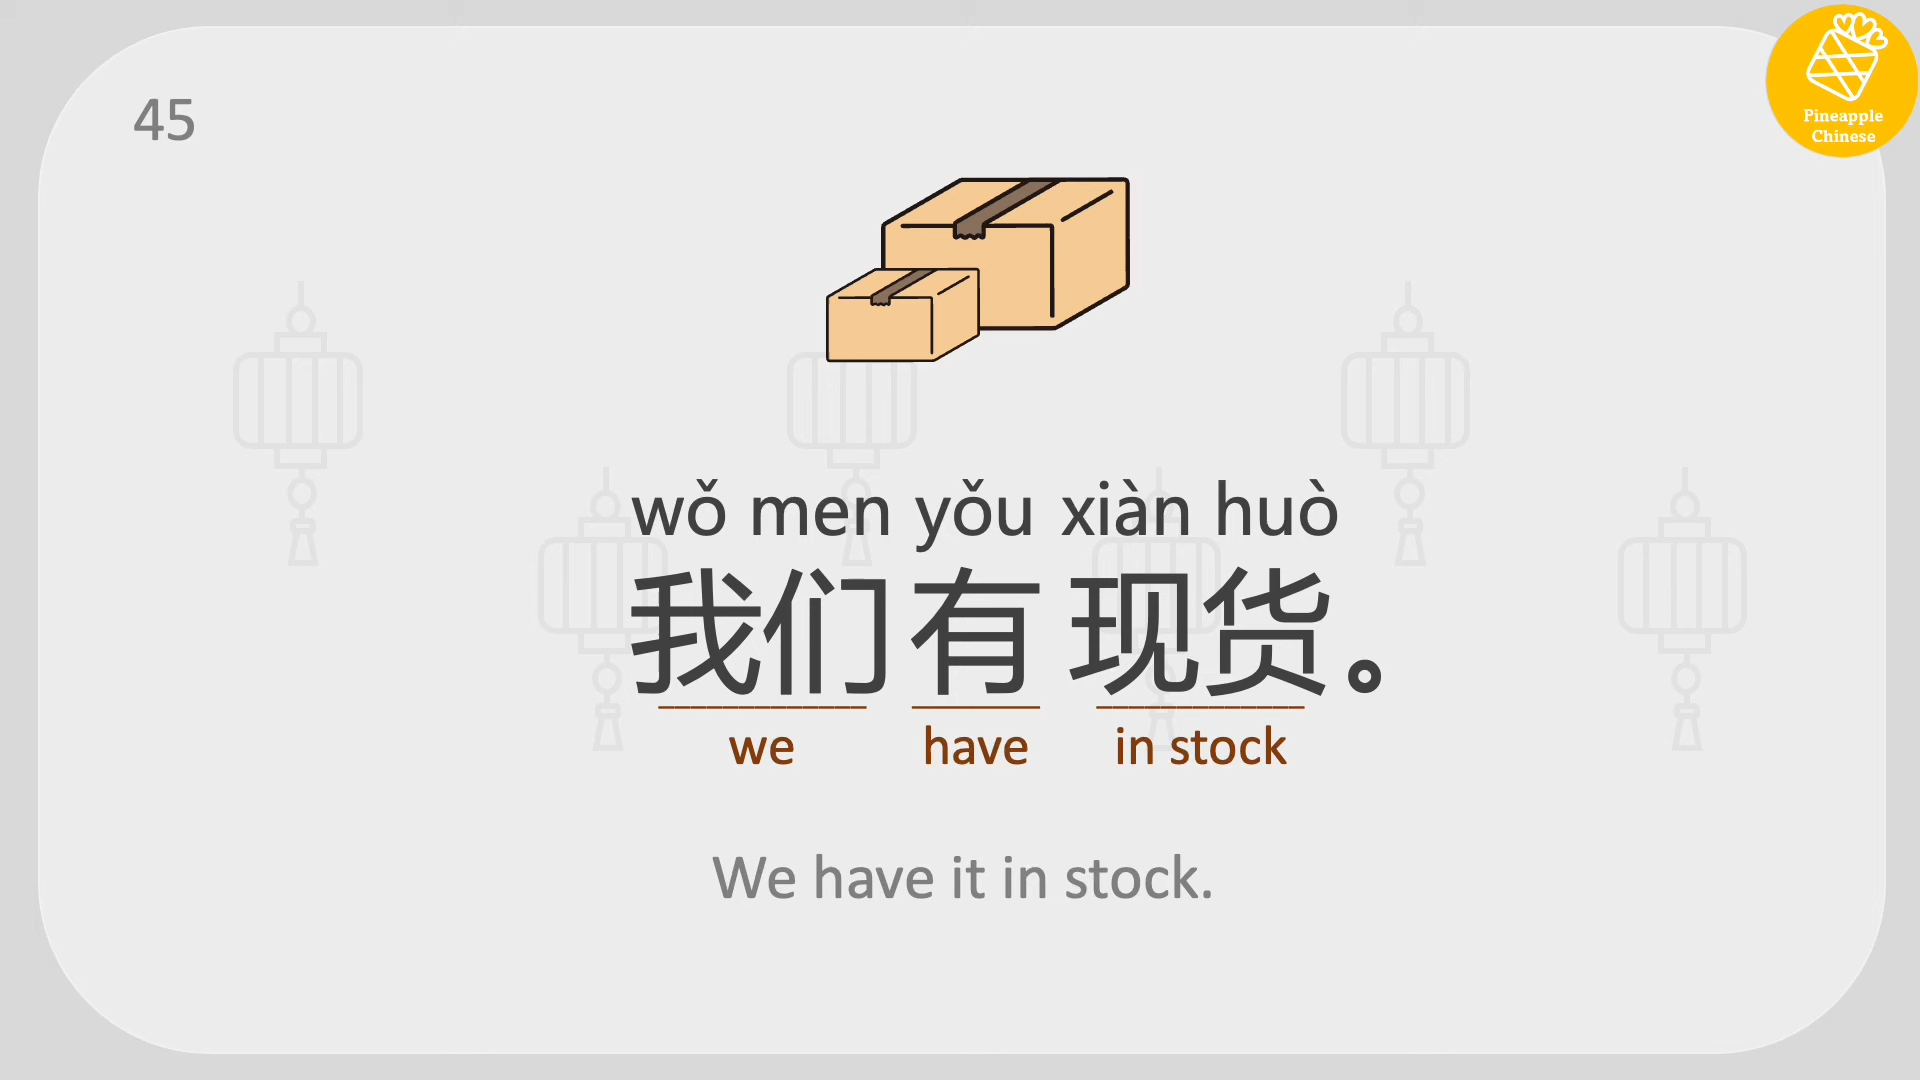 45
Pineapple
Chinese
wǒ men yǒu xiàn huò
我们有现货。
we have in stock
We have it in stock.